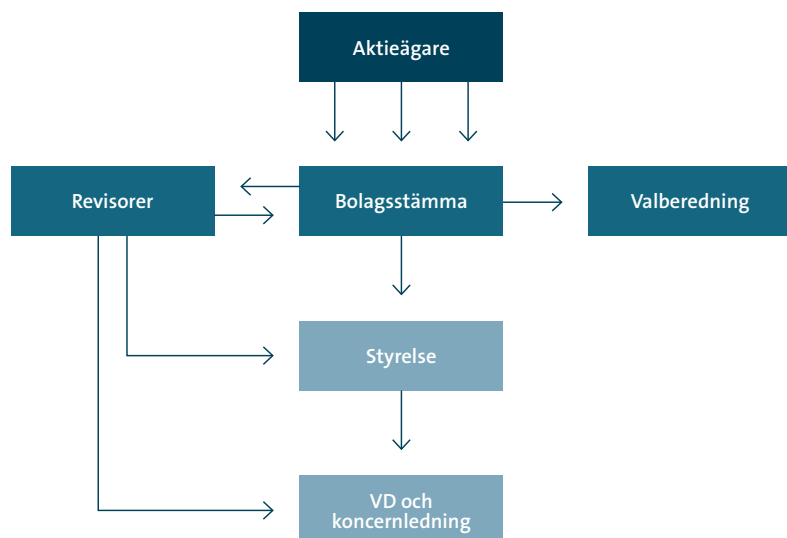 Aktieägare
Revisorer
Bolagsstämma
Valberedning
Styrelse
VD och
koncernledning